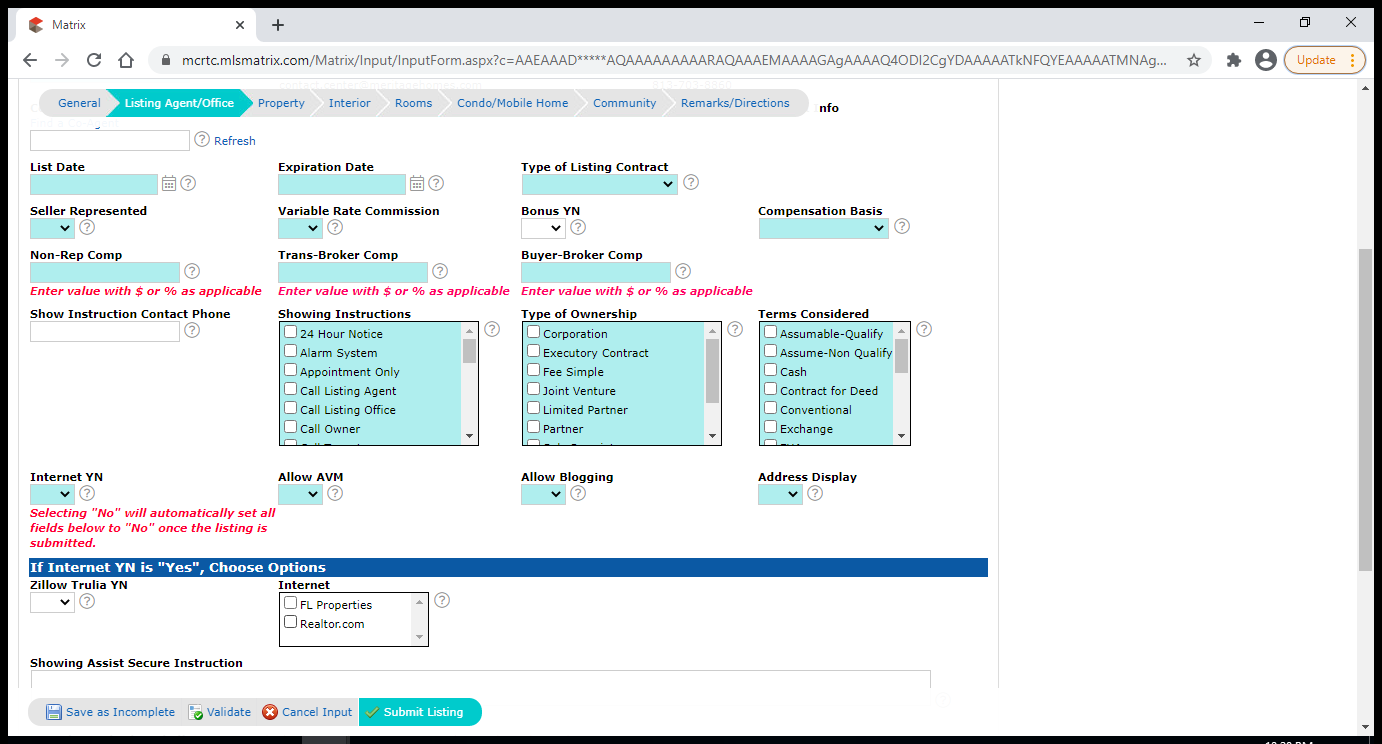 Matrix
mcrtc.mlsmatrix.com/Matrix/Input/InputForm.aspx?c=AAEAAAD*****AQAAAAAAAAARAQAAAEMAAAAGAgAAAAQ4ODI2CgYDAAAAATkNFQYEAAAAATMNAg...
Update
General Listing Agent/Office Property Interior Rooms Condo/Mobile Home Community Remarks/Directions nfo
Refresh
List Date Expiration Date Type of Listing Contract
Seller Represented Variable Rate Commission Bonus YN Compensation Basis
Non-Rep Comp Trans-Broker Comp Buyer-Broker Comp
Enter value with $ or % as applicable Enter value with $ or % as applicable Enter value with $ or % as applicable
Show Instruction Contact Phone Showing Instructions Type of Ownership Terms Considered
24 Hour Notice Corporation Assumable-Qualify
Alarm System Executory Contract Assume-Non Qualify
Appointment Only Fee Simple Cash
Call Listing Agent Joint Venture Contract for Deed
Call Listing Office Limited Partner Conventional
Call Owner Partner Exchange
Internet YN Allow AVM Allow Blogging Address Display
Selecting "No" will automatically set all
fields below to "No" once the listing is
submitted.
If Internet YN is "Yes", Choose Options
Zillow Trulia YN Internet
FL Properties
Realtor.com
Showing Assist Secure Instruction
Save as Incomplete Validate Cancel Input Submit Listing